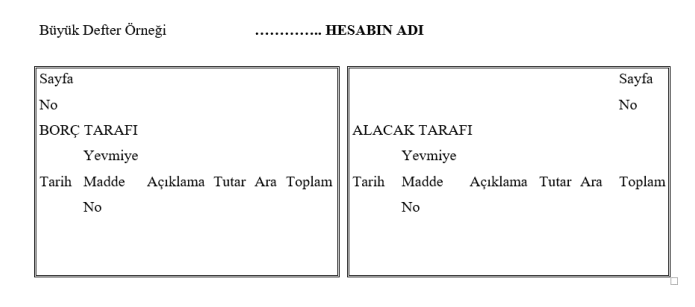 Büyük Defter Örneği ………….. HESABIN ADI
Sayfa
No
BORÇ TARAFI
Yevmiye
Tarih Madde Açıklama Tutar Ara Toplam
No
Sayfa
No
ALACAK TARAFI
Yevmiye
Tarih Madde Açıklama Tutar Ara Toplam
No